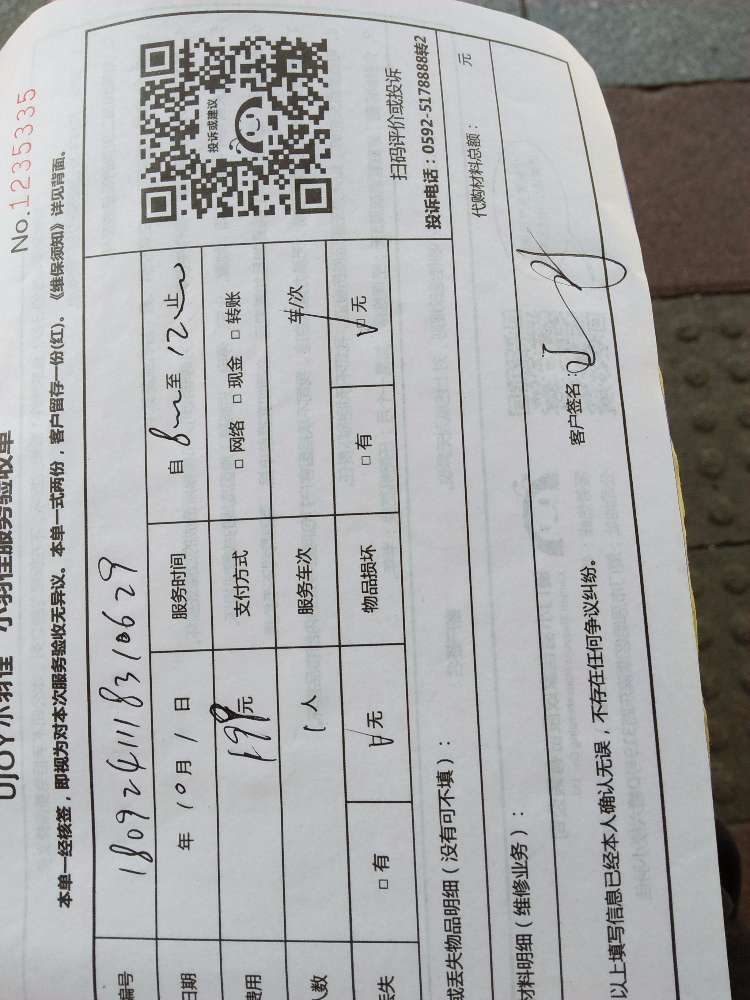 No.1235335
UJOY小羽佳 小羽佳服务验收单
本单一经核签，即视为对本次服务验收无异议。本单一式两份，客户留存一份(红)。《维保须知》详见背面。
编号 180924111183110629
日期 年 10月 1 日 服务时间 自 8 至 12 止
费用 199元 支付方式 □ 网络 □ 现金 □ 转账
人数 1 人 服务车次 车/次
丢失 □ 有 □ 无 物品损坏 □ 有 □ 无
投诉或建议
扫码评价或投诉
投诉电话：0592-5178888转2
或丢失物品明细（没有可不填）：
材料明细（维修业务）： 代购材料总额： 元
以上填写信息已经本人确认无误，不存在任何争议纠纷。 客户签名：